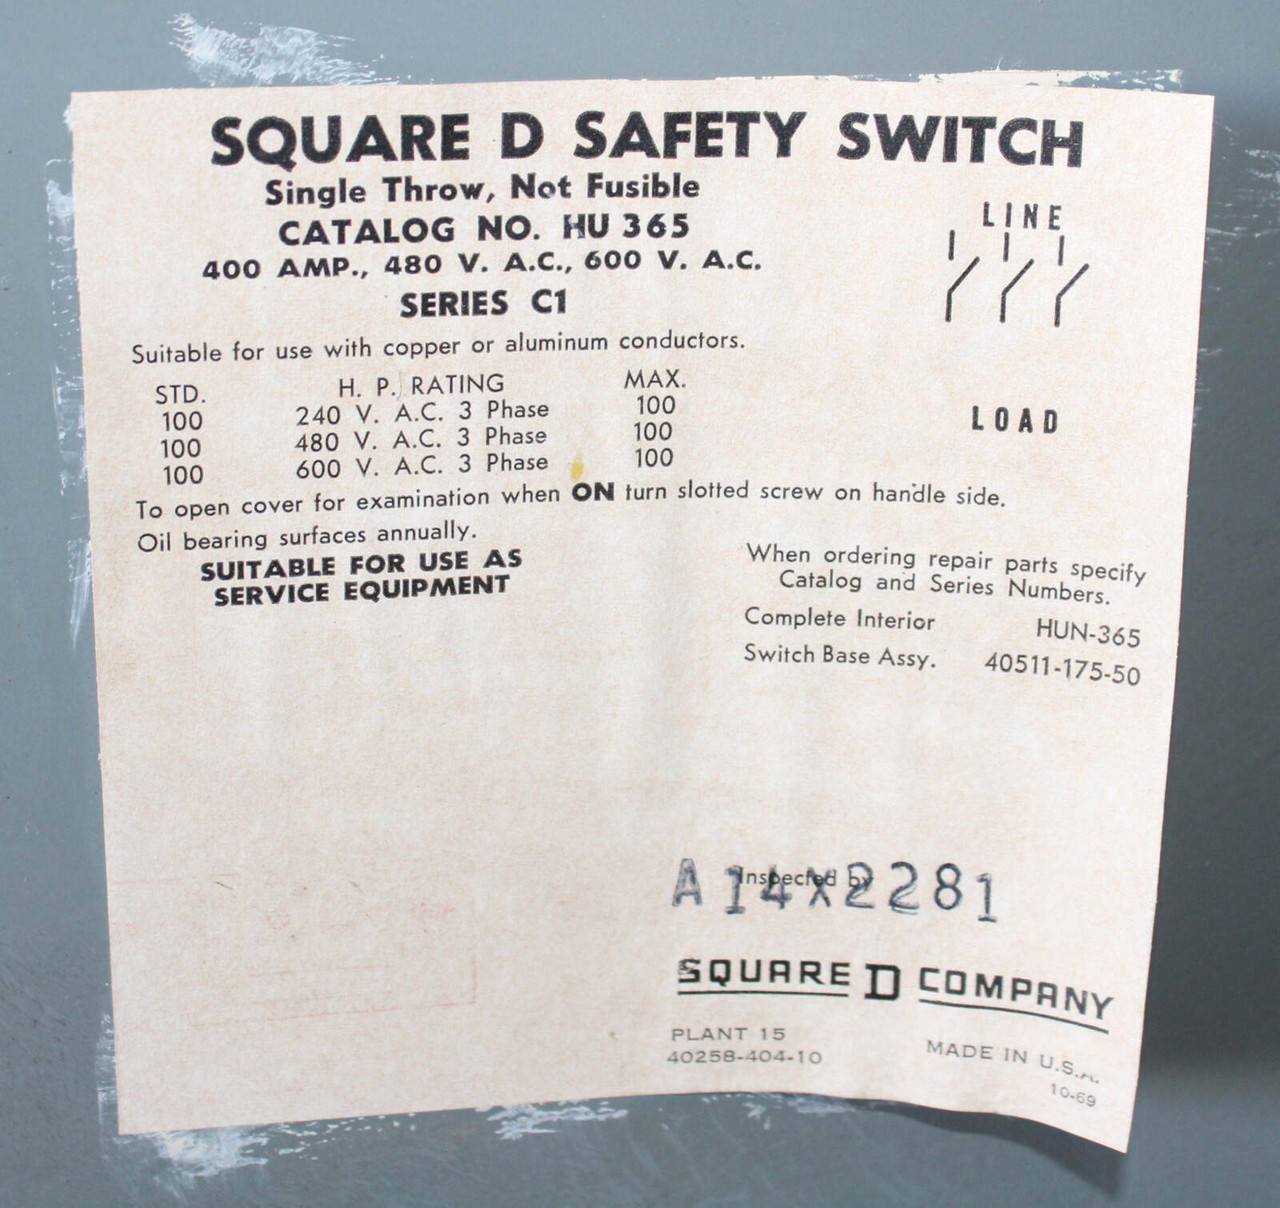 SQUARE D SAFETY SWITCH
Single Throw, Not Fusible
CATALOG NO. HU 365
400 AMP., 480 V. A.C., 600 V. A.C.
SERIES C1
LINE
LOAD
Suitable for use with copper or aluminum conductors.
STD. H. P. RATING MAX.
100 240 V. A.C. 3 Phase 100
100 480 V. A.C. 3 Phase 100
100 600 V. A.C. 3 Phase 100
To open cover for examination when ON turn slotted screw on handle side.
Oil bearing surfaces annually.
SUITABLE FOR USE AS
SERVICE EQUIPMENT
When ordering repair parts specify
Catalog and Series Numbers.
Complete Interior HUN-365
Switch Base Assy. 40511-175-50
Inspected by
A 14X2281
SQUARE D COMPANY
PLANT 15
40258-404-10
MADE IN U.S.A.
10-69